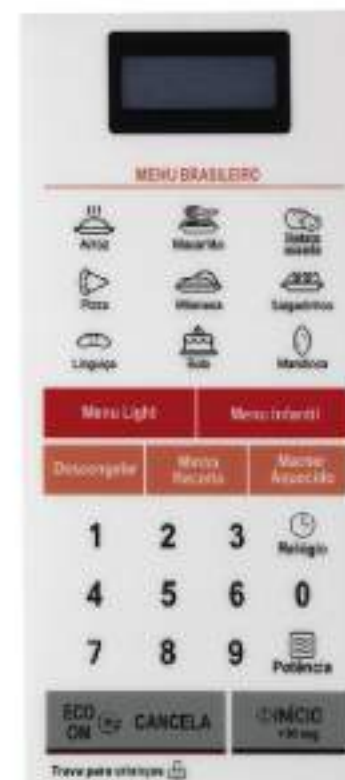 MENU BRASILEIRO
Arroz
Macarrão
Batata assada
Pizza
Milanesa
Salgadinhos
Linguiça
Bolo
Mandioca
Menu Light
Menu Infantil
Descongelar
Menu Receita
Manter Aquecido
1 2 3 Relógio
4 5 6 0
7 8 9 Potência
ECO ON
CANCELA
INÍCIO
+30 seg
Trava para crianças